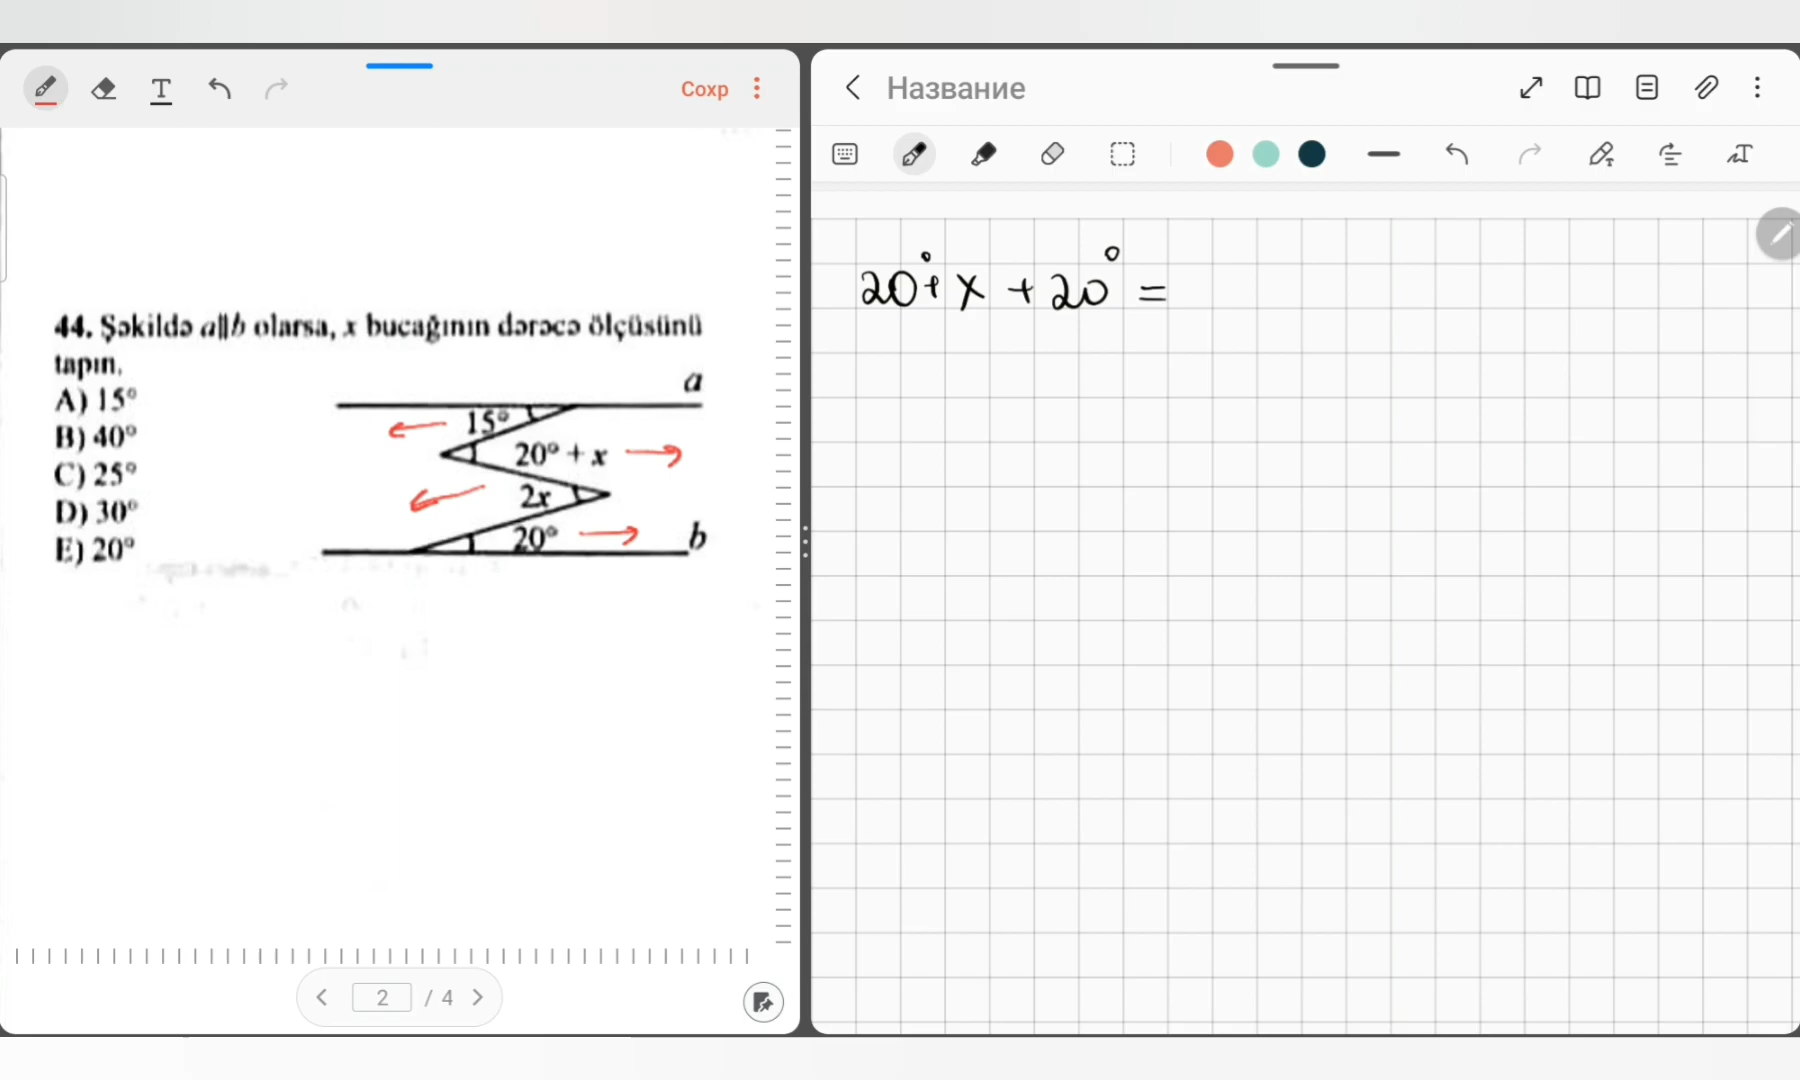 Сохр
Название
44. Şəkildə a||b olarsa, x bucağının dərəcə ölçüsünü
tapın.
A) 15°
B) 40°
C) 25°
D) 30°
E) 20°
a
15°
20° + x
2x
20°
b
20° + x + 20° =
2 / 4